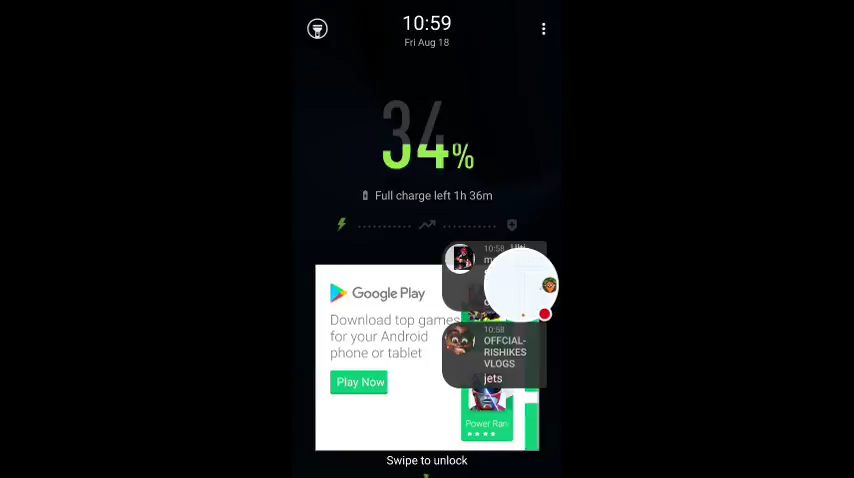 10:59
Fri Aug 18
34%
Full charge left 1h 36m
10:58
Google Play
Download top games
for your Android
phone or tablet
Play Now
10:58
OFFCIAL-
RISHIKES
VLOGS
jets
Power Ran
Swipe to unlock